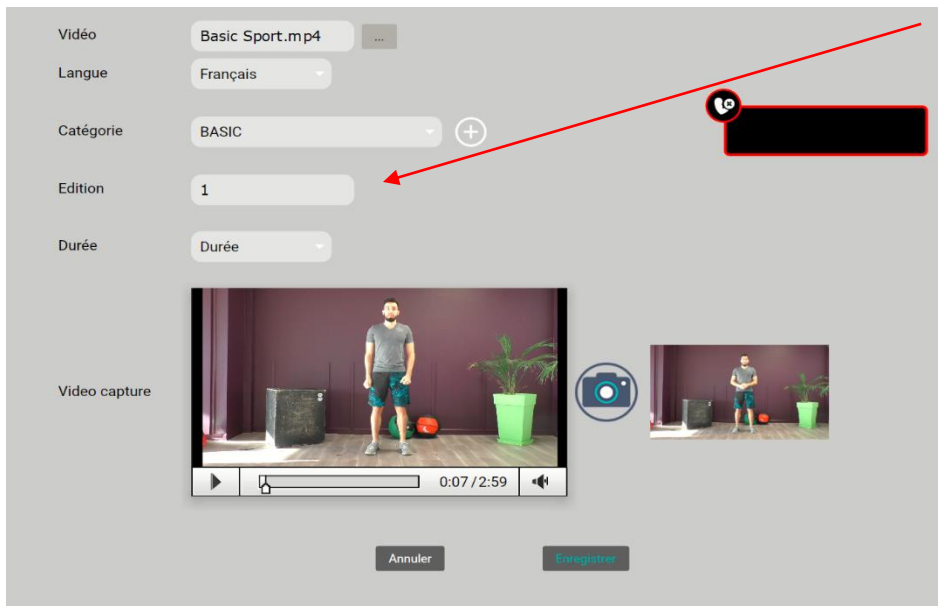 Vidéo
Basic Sport.mp4
...
Langue
Français
Catégorie
BASIC
Edition
1
Durée
Durée
Video capture
0:07/2:59
Annuler
Enregistrer